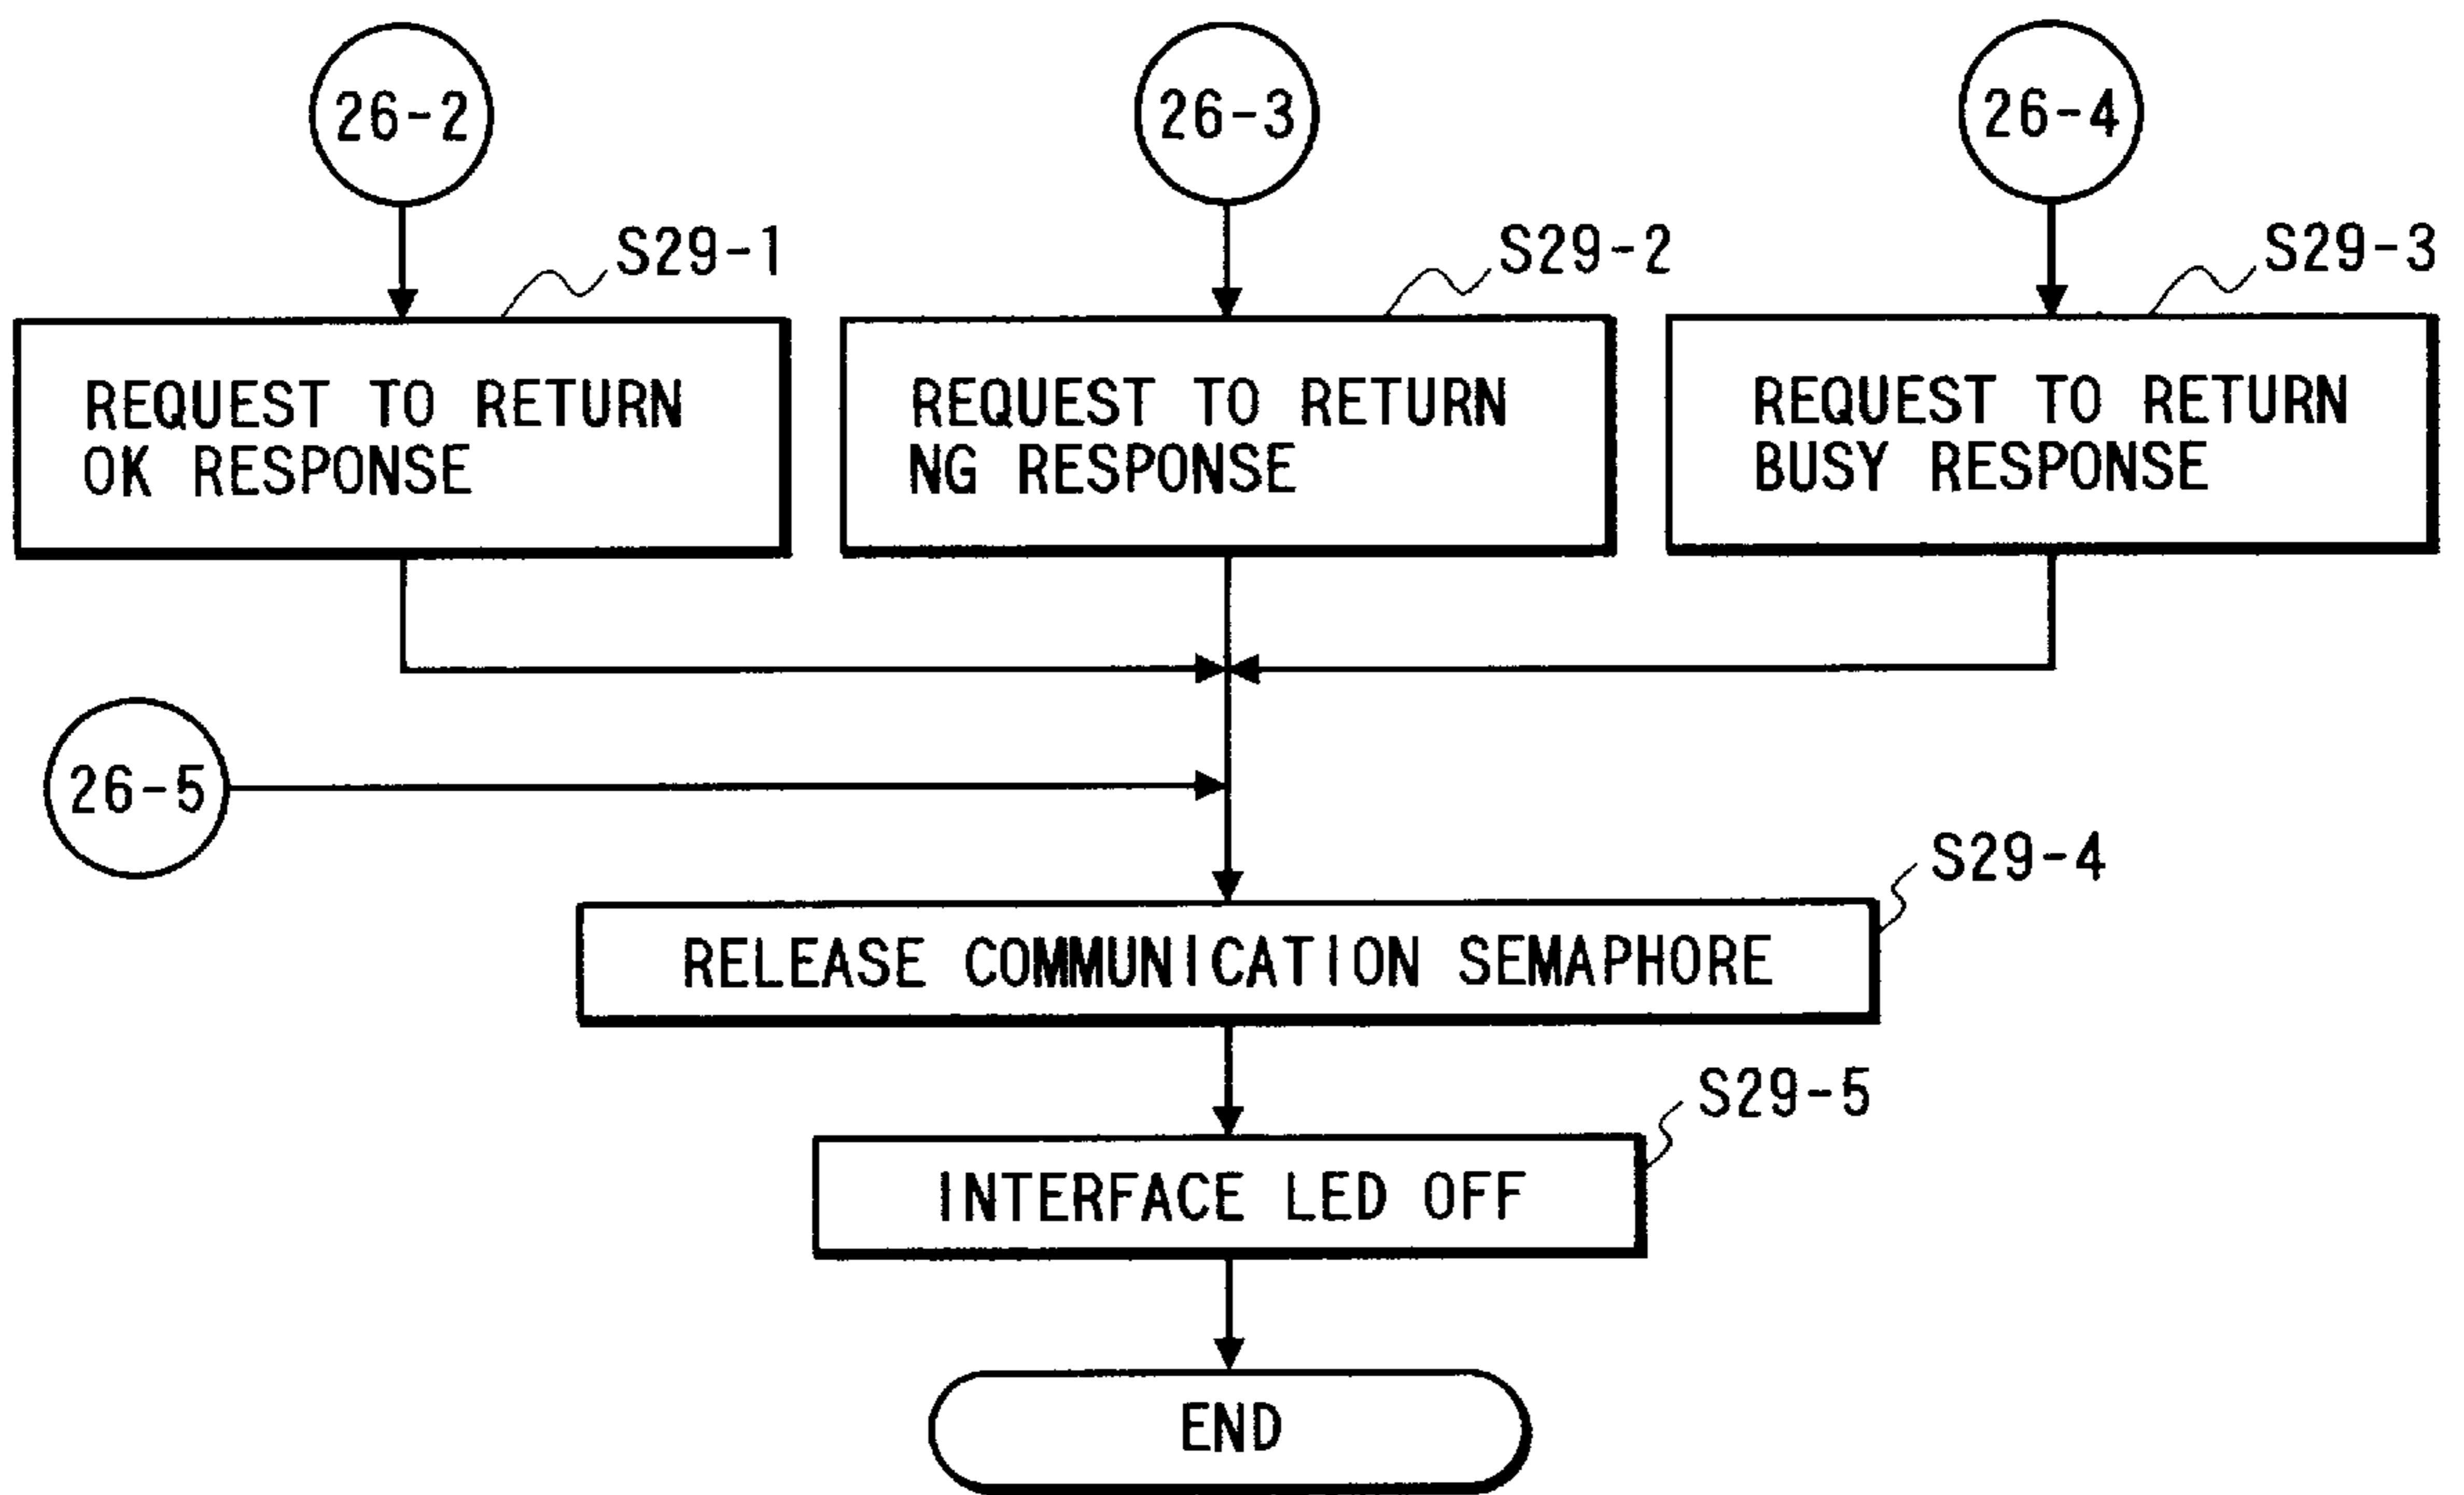 26-2
26-3
26-4
S29-1
S29-2
S29-3
REQUEST TO RETURN
OK RESPONSE
REQUEST TO RETURN
NG RESPONSE
REQUEST TO RETURN
BUSY RESPONSE
26-5
S29-4
RELEASE COMMUNICATION SEMAPHORE
S29-5
INTERFACE LED OFF
END